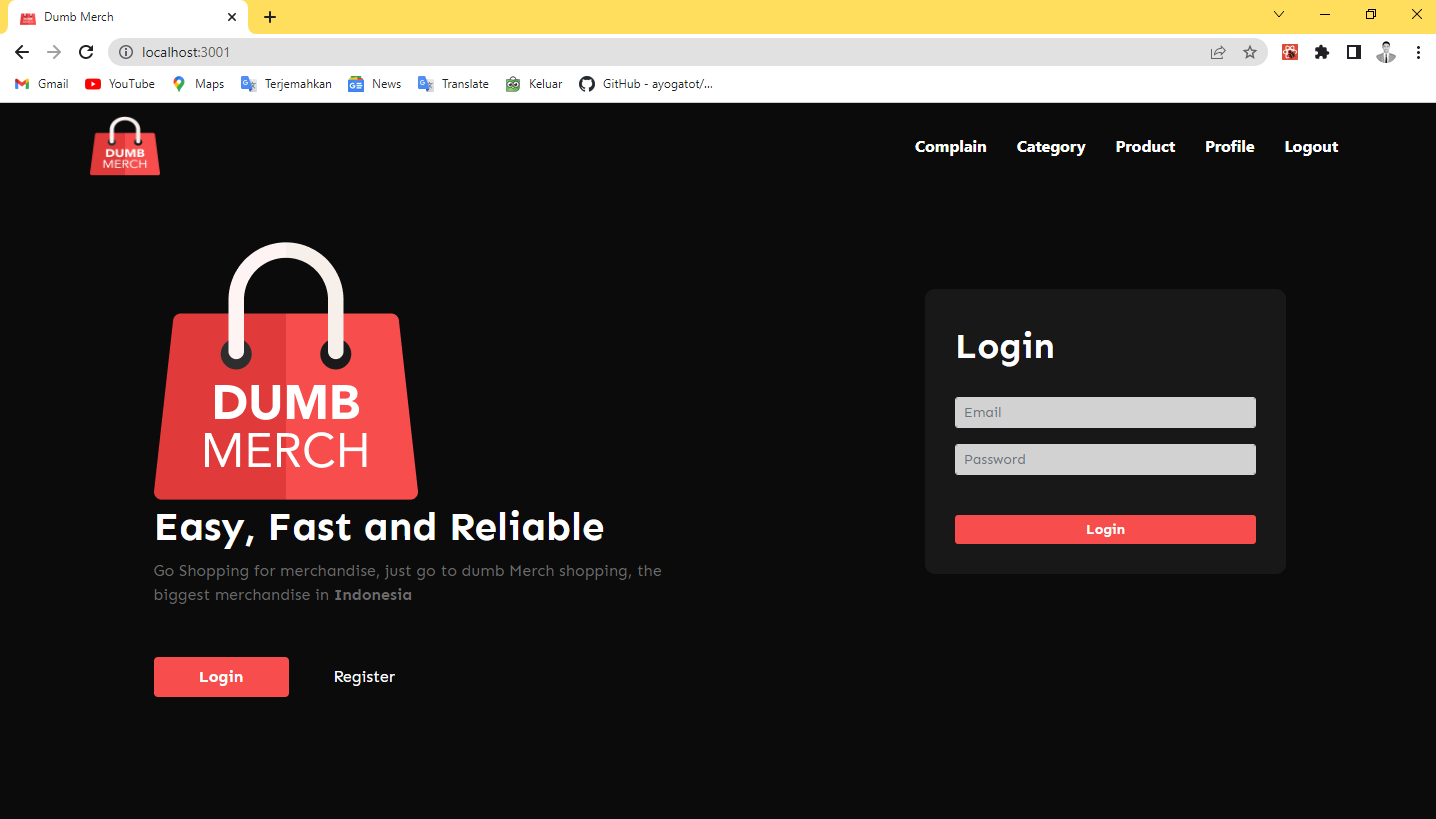 Dumb Merch
localhost:3001
Gmail YouTube Maps Terjemahkan News Translate Keluar GitHub - ayogatot/...
DUMB
MERCH
Complain Category Product Profile Logout
DUMB
MERCH
Easy, Fast and Reliable
Go Shopping for merchandise, just go to dumb Merch shopping, the
biggest merchandise in Indonesia
Login Register
Login
Email
Password
Login